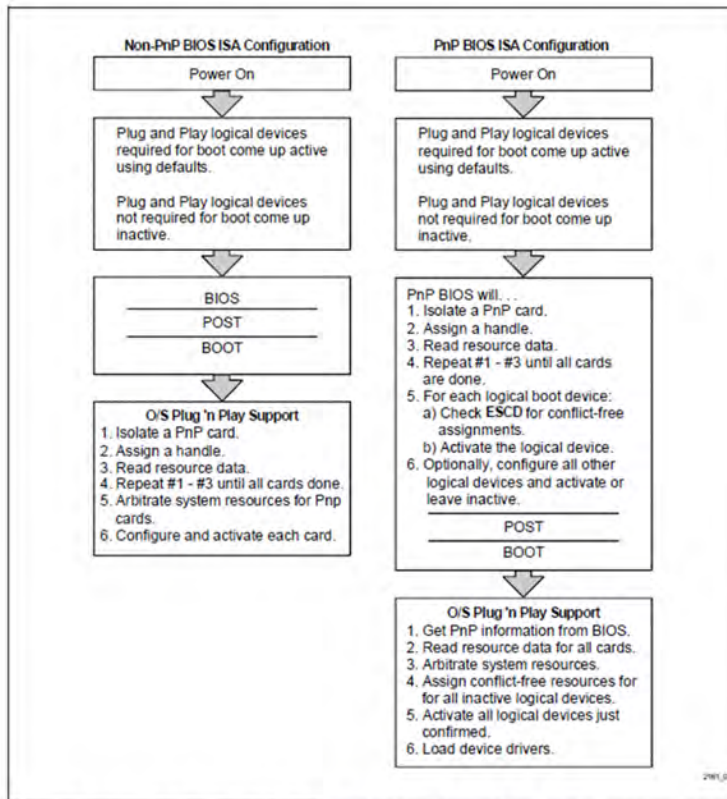 Non-PnP BIOS ISA Configuration
Power On
Plug and Play logical devices
required for boot come up active
using defaults.
Plug and Play logical devices
not required for boot come up
inactive.
BIOS
POST
BOOT
O/S Plug 'n Play Support
1. Isolate a PnP card.
2. Assign a handle.
3. Read resource data.
4. Repeat #1 - #3 until all cards done.
5. Arbitrate system resources for Pnp
cards.
6. Configure and activate each card.
PnP BIOS ISA Configuration
Power On
Plug and Play logical devices
required for boot come up active
using defaults.
Plug and Play logical devices
not required for boot come up
inactive.
PnP BIOS will. . .
1. Isolate a PnP card.
2. Assign a handle.
3. Read resource data.
4. Repeat #1 - #3 until all cards
are done.
5. For each logical boot device:
a) Check ESCD for conflict-free
assignments.
b) Activate the logical device.
6. Optionally, configure all other
logical devices and activate or
leave inactive.
POST
BOOT
O/S Plug 'n Play Support
1. Get PnP information from BIOS.
2. Read resource data for all cards.
3. Arbitrate system resources.
4. Assign conflict-free resources for
for all inactive logical devices.
5. Activate all logical devices just
confirmed.
6. Load device drivers.